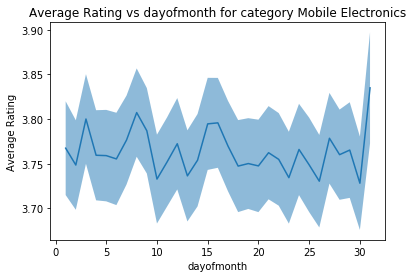 Average Rating vs dayofmonth for category Mobile Electronics
3.90
3.85
3.80
3.75
3.70
Average Rating
0 5 10 15 20 25 30
dayofmonth